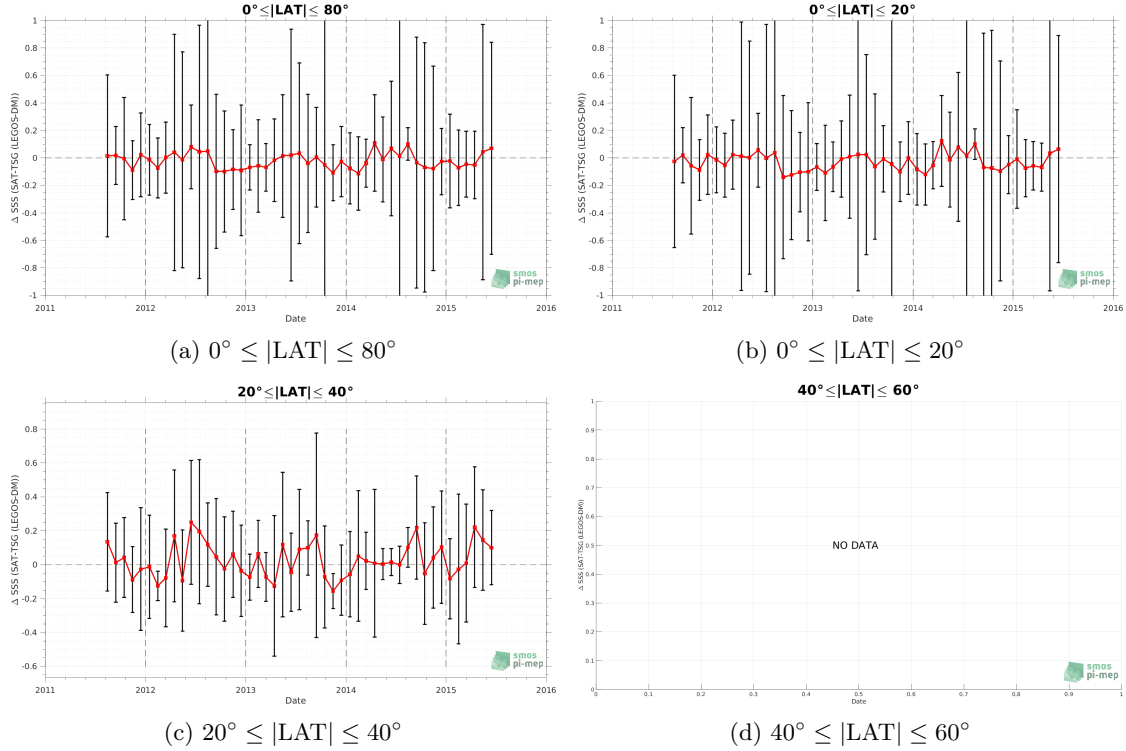 0°≤|LAT|≤ 80°
Δ SSS (SAT-TSG (LEGOS-DM))
1
0.8
0.6
0.4
0.2
0
-0.2
-0.4
-0.6
-0.8
-1
2011
2012
2013
2014
2015
2016
Date
smos
pi-mep
(a) 0° ≤ |LAT| ≤ 80°
0°≤|LAT|≤ 20°
Δ SSS (SAT-TSG (LEGOS-DM))
1
0.8
0.6
0.4
0.2
0
-0.2
-0.4
-0.6
-0.8
-1
2011
2012
2013
2014
2015
2016
Date
smos
pi-mep
(b) 0° ≤ |LAT| ≤ 20°
20°≤|LAT|≤ 40°
Δ SSS (SAT-TSG (LEGOS-DM))
0.8
0.6
0.4
0.2
0
-0.2
-0.4
-0.6
2011
2012
2013
2014
2015
2016
Date
smos
pi-mep
(c) 20° ≤ |LAT| ≤ 40°
40°≤|LAT|≤ 60°
Δ SSS (SAT-TSG (LEGOS-DM))
1
0.9
0.8
0.7
0.6
0.5
0.4
0.3
0.2
0.1
0
NO DATA
0
0.1
0.2
0.3
0.4
0.5
0.6
0.7
0.8
0.9
1
Date
smos
pi-mep
(d) 40° ≤ |LAT| ≤ 60°